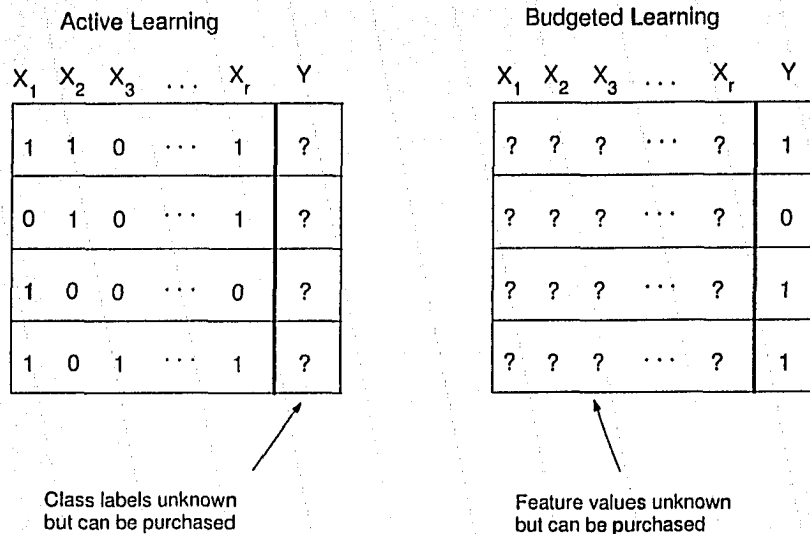 Active Learning
X1 X2 X3 ... Xr Y
1 1 0 ... 1 ?
0 1 0 ... 1 ?
1 0 0 ... 0 ?
1 0 1 ... 1 ?
Class labels unknown
but can be purchased
Budgeted Learning
X1 X2 X3 .... Xr Y
? ? ? ... ? 1
? ? ? ... ? 0
? ? ? ... ? 1
? ? ? ... ? 1
Feature values unknown
but can be purchased